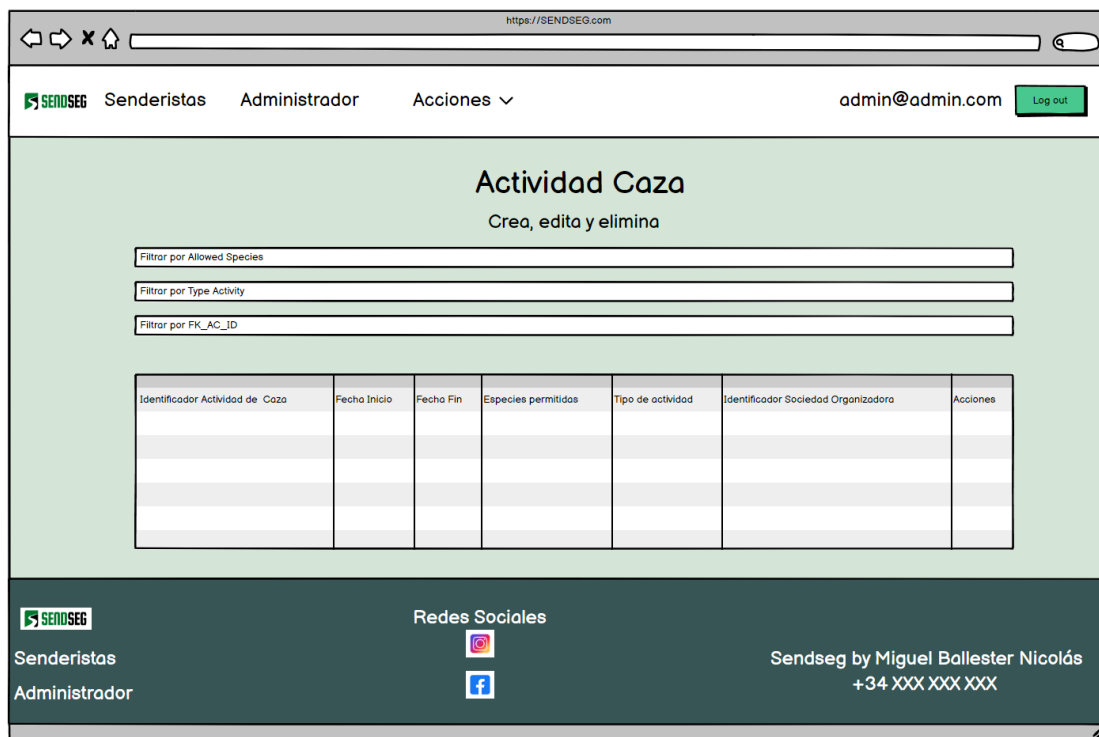 https://SENDSEG.com
SENDSEG Senderistas Administrador Acciones admin@admin.com Log out
Actividad Caza
Crea, edita y elimina
Filtrar por Allowed Species
Filtrar por Type Activity
Filtrar por FK_AC_ID
Identificador Actividad de Caza Fecha Inicio Fecha Fin Especies permitidas Tipo de actividad Identificador Sociedad Organizadora Acciones
SENDSEG
Redes Sociales
Senderistas
Administrador
Sendseg by Miguel Ballester Nicolás
+34 XXX XXX XXX